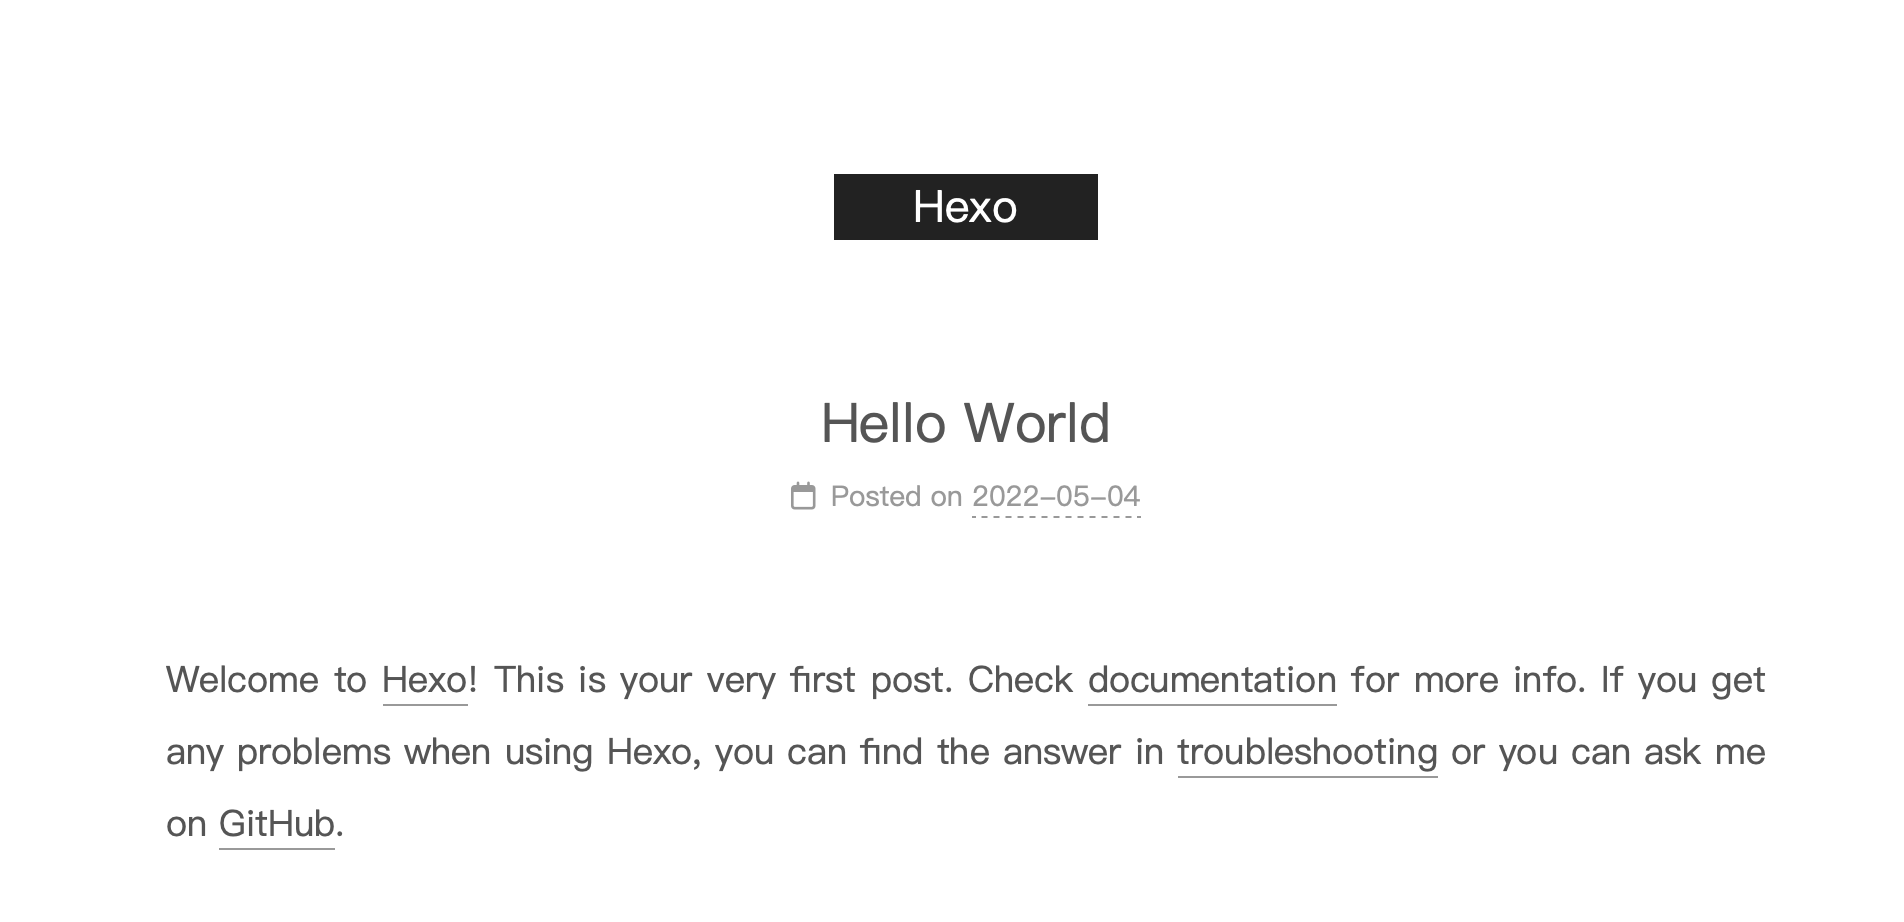 Hexo
Hello World
Posted on 2022-05-04
Welcome to Hexo! This is your very first post. Check documentation for more info. If you get
any problems when using Hexo, you can find the answer in troubleshooting or you can ask me
on GitHub.